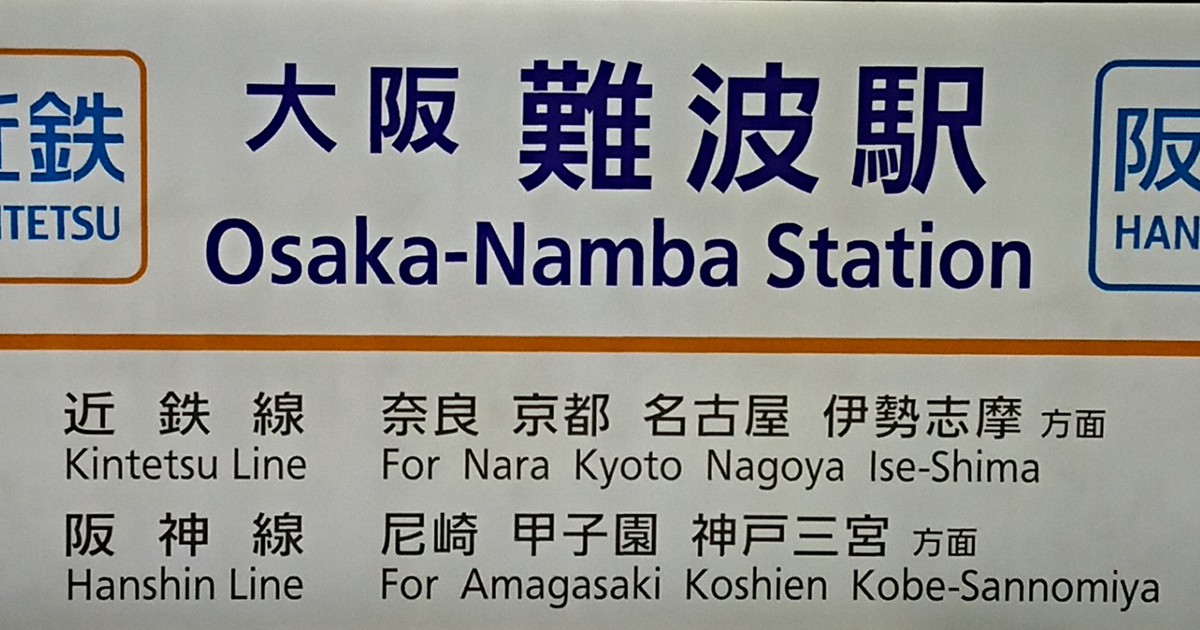 近鉄
KINTETSU
大阪 難波駅
Osaka-Namba Station
阪
HAN
近鉄線 奈良 京都 名古屋 伊勢志摩 方面
Kintetsu Line For Nara Kyoto Nagoya Ise-Shima
阪神線 尼崎 甲子園 神戸三宮 方面
Hanshin Line For Amagasaki Koshien Kobe-Sannomiya